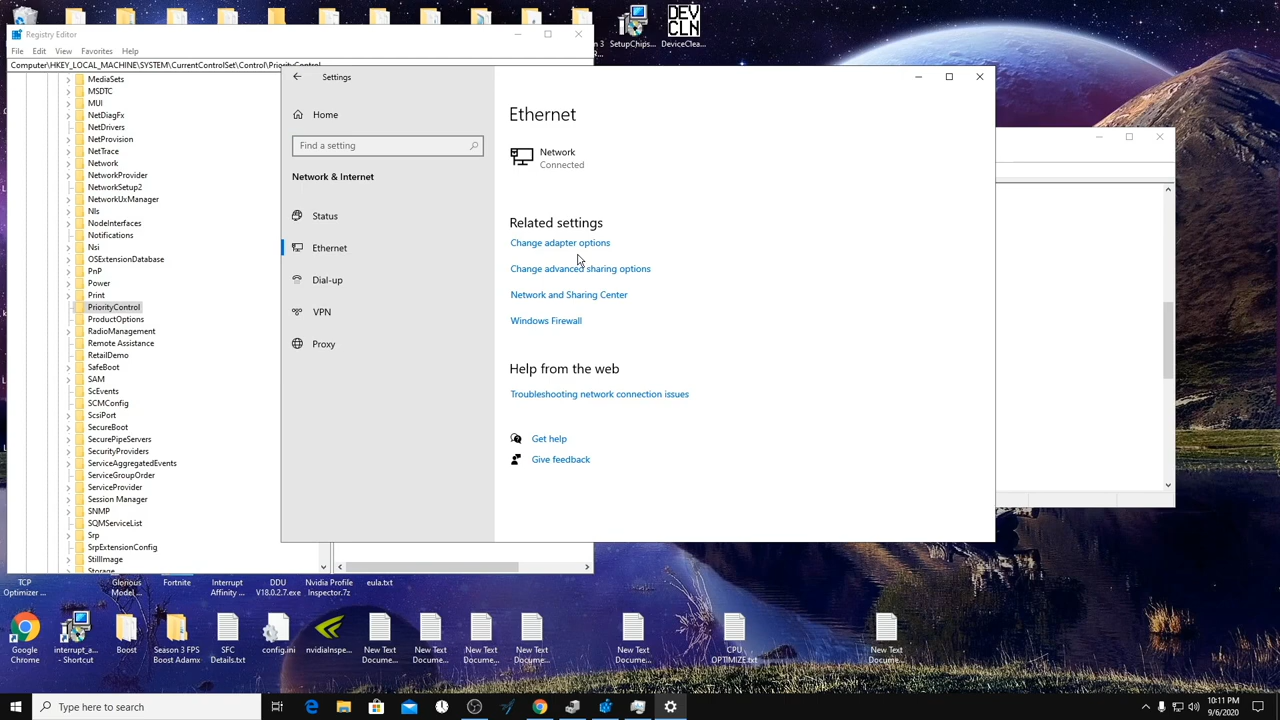 Registry Editor
File Edit View Favorites Help
Computer\HKEY_LOCAL_MACHINE\SYSTEM\CurrentControlSet\Control\PriorityControl
MediaSets
MSDTC
MUI
NetDiagFx
NetDrivers
NetProvision
NetTrace
Network
NetworkProvider
NetworkSetup2
NetworkUxManager
Nls
NodeInterfaces
Notifications
Nsi
OSExtensionDatabase
PnP
Power
Print
PriorityControl
ProductOptions
RadioManagement
Remote Assistance
RetailDemo
SafeBoot
SAM
ScEvents
SCMConfig
ScsiPort
SecureBoot
SecurePipeServers
SecurityProviders
ServiceAggregatedEvents
ServiceGroupOrder
ServiceProvider
Session Manager
SNMP
SQMServiceList
Srp
SrpExtensionConfig
StillImage
Storage
Settings
Home
Find a setting
Network & Internet
Status
Ethernet
Dial-up
VPN
Proxy
Ethernet
Network
Connected
Related settings
Change adapter options
Change advanced sharing options
Network and Sharing Center
Windows Firewall
Help from the web
Troubleshooting network connection issues
Get help
Give feedback
DEV
CLN
SetupChips...
DeviceClea...
TCP
Optimizer ...
Glorious
Model ...
Fortnite
Interrupt
Affinity ...
DDU
V18.0.2.7.exe
Nvidia Profile
Inspector.7z
eula.txt
Google
Chrome
interrupt_a...
- Shortcut
Boost
Season 3 FPS
Boost Adamx
SFC
Details.txt
config.ini
nvidiaInspe...
New Text
Docume...
New Text
Docume...
New Text
Docume...
New Text
Docume...
New Text
Docume...
CPU
OPTIMIZE.txt
New Text
Docume...
Type here to search
10:11 PM
9/6/2020